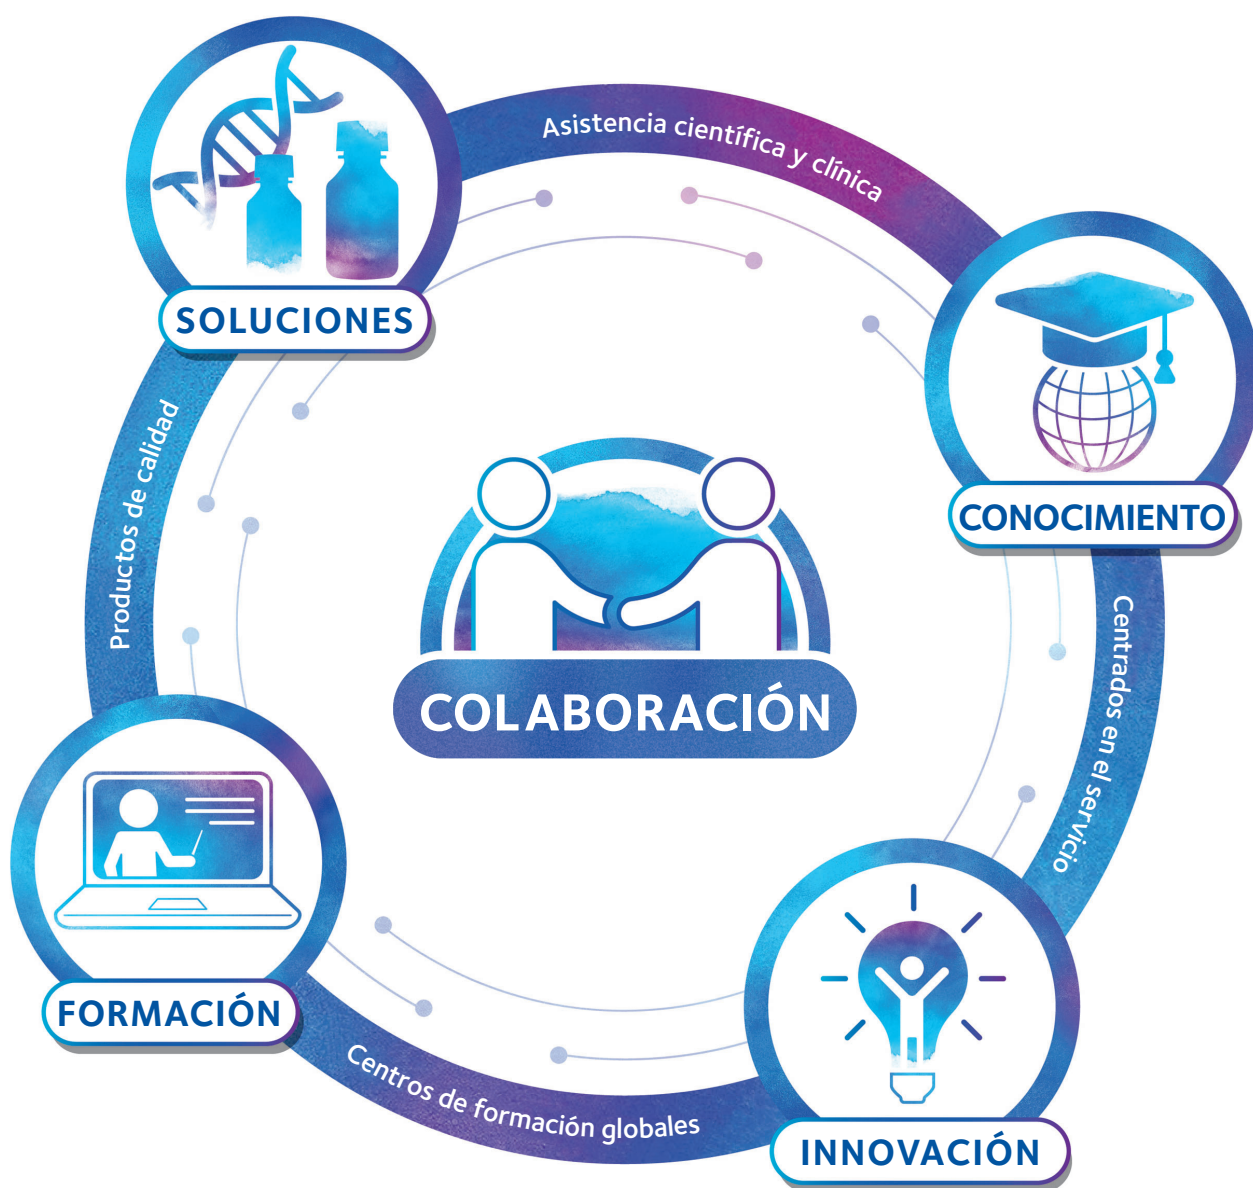 Asistencia científica y clínica
SOLUCIONES
CONOCIMIENTO
Productos de calidad
Centrados en el servicio
COLABORACIÓN
FORMACIÓN
Centros de formación globales
INNOVACIÓN